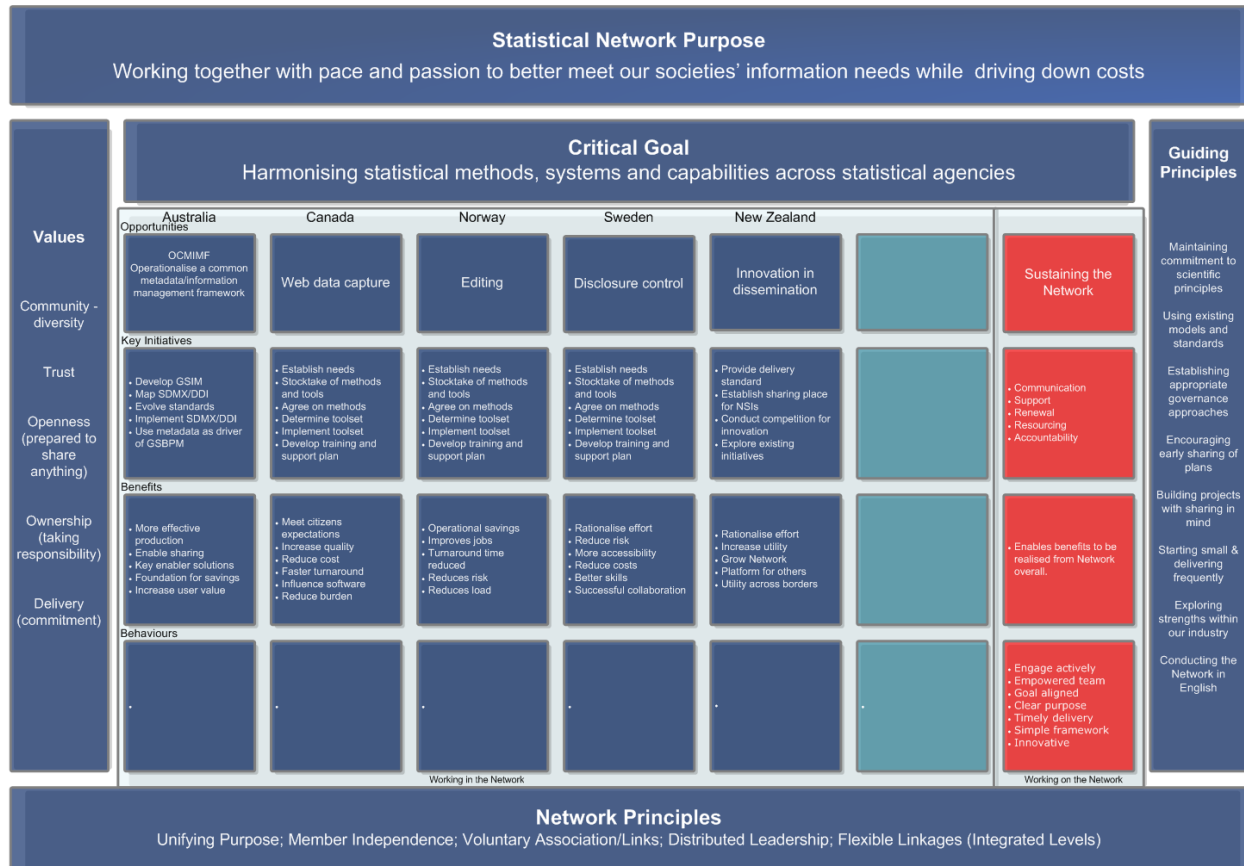 Statistical Network Purpose
Working together with pace and passion to better meet our societies' information needs while driving down costs
Values
Community -
diversity
Trust
Openness
(prepared to
share
anything)
Ownership
(taking
responsibility)
Delivery
(commitment)
Critical Goal
Harmonising statistical methods, systems and capabilities across statistical agencies
Australia
Canada
Norway
Sweden
New Zealand
Opportunities
OCMIMF
Operationalise a common
metadata/information
management framework
Web data capture
Editing
Disclosure control
Innovation in
dissemination
Sustaining the
Network
Key Initiatives
• Develop GSIM
• Map SDMX/DDI
• Evolve standards
• Implement SDMX/DDI
• Use metadata as driver
of GSBPM
• Establish needs
• Stocktake of methods
and tools
• Agree on methods
• Determine toolset
• Implement toolset
• Develop training and
support plan
• Establish needs
• Stocktake of methods
and tools
• Agree on methods
• Determine toolset
• Implement toolset
• Develop training and
support plan
• Establish needs
• Stocktake of methods
and tools
• Agree on methods
• Determine toolset
• Implement toolset
• Develop training and
support plan
• Provide delivery
standard
• Establish sharing place
for NSIs
• Conduct competition for
innovation
• Explore existing
initiatives
• Communication
• Support
• Renewal
• Resourcing
• Accountability
Benefits
• More effective
production
• Enable sharing
• Key enabler solutions
• Foundation for savings
• Increase user value
• Meet citizens
expectations
• Increase quality
• Reduce cost
• Faster turnaround
• Influence software
• Reduce burden
• Operational savings
• Improves jobs
• Turnaround time
reduced
• Reduces risk
• Reduces load
• Rationalise effort
• Reduce risk
• More accessibility
• Reduce costs
• Better skills
• Successful collaboration
• Rationalise effort
• Increase utility
• Grow Network
• Platform for others
• Utility across borders
• Enables benefits to be
realised from Network
overall.
Behaviours
• Engage actively
• Empowered team
• Goal aligned
• Clear purpose
• Timely delivery
• Simple framework
• Innovative
Working in the Network
Working on the Network
Guiding
Principles
Maintaining
commitment to
scientific
principles
Using existing
models and
standards
Establishing
appropriate
governance
approaches
Encouraging
early sharing of
plans
Building projects
with sharing in
mind
Starting small &
delivering
frequently
Exploring
strengths within
our industry
Conducting the
Network in
English
Network Principles
Unifying Purpose; Member Independence; Voluntary Association/Links; Distributed Leadership; Flexible Linkages (Integrated Levels)